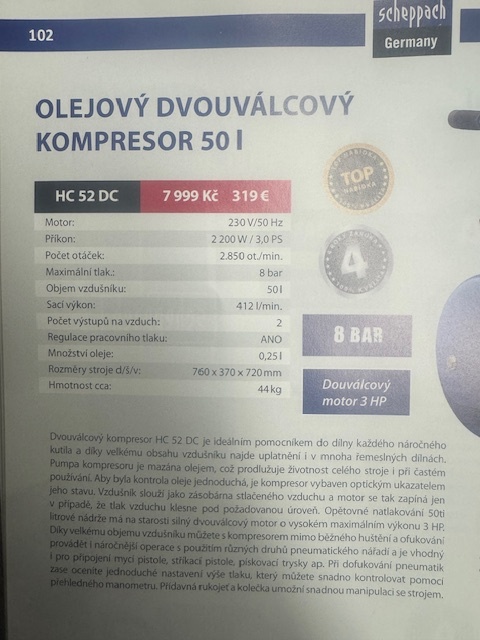 102
scheppach
Germany
OLEJOVÝ DVOUVÁLCOVÝ
KOMPRESOR 50 l
HC 52 DC 7 999 Kč 319 €
TOP
NABÍDKA
4
Motor: 230 V/50 Hz
Příkon: 2 200 W / 3,0 PS
Počet otáček: 2.850 ot./min.
Maximální tlak.: 8 bar
Objem vzdušníku: 50 l
Sací výkon: 412 l/min.
Počet výstupů na vzduch: 2
Regulace pracovního tlaku: ANO
Množství oleje: 0,25 l
Rozměry stroje d/š/v: 760 x 370 x 720 mm
Hmotnost cca: 44 kg
8 BAR
Douválcový
motor 3 HP
Dvouválcový kompresor HC 52 DC je ideálním pomocníkem do dílny každého náročného
kutila a díky velkému obsahu vzdušníku najde uplatnění i v mnoha řemeslných dílnách.
Pumpa kompresoru je mazána olejem, což prodlužuje životnost celého stroje i při častém
používání. Aby byla kontrola oleje jednoduchá, je kompresor vybaven optickým ukazatelem
jeho stavu. Vzdušník slouží jako zásobárna stlačeného vzduchu a motor se tak zapíná jen
v případě, že tlak vzduchu klesne pod požadovanou úroveň. Opětovné natlakování 50ti
litrové nádrže má na starosti silný dvouválcový motor o vysokém maximálním výkonu 3 HP.
Díky velkému objemu vzdušníku můžete s kompresorem mimo běžného huštění a ofukování
provádět i náročnější operace s použitím různých druhů pneumatického nářadí a je vhodný
i pro připojení mycí pistole, stříkací pistole, pískovací trysky ap. Při dofukování pneumatik
zase oceníte jednoduché nastavení výše tlaku, který můžete snadno kontrolovat pomocí
přehledného manometru. Přídavná rukojeť a kolečka umožní snadnou manipulaci se strojem.